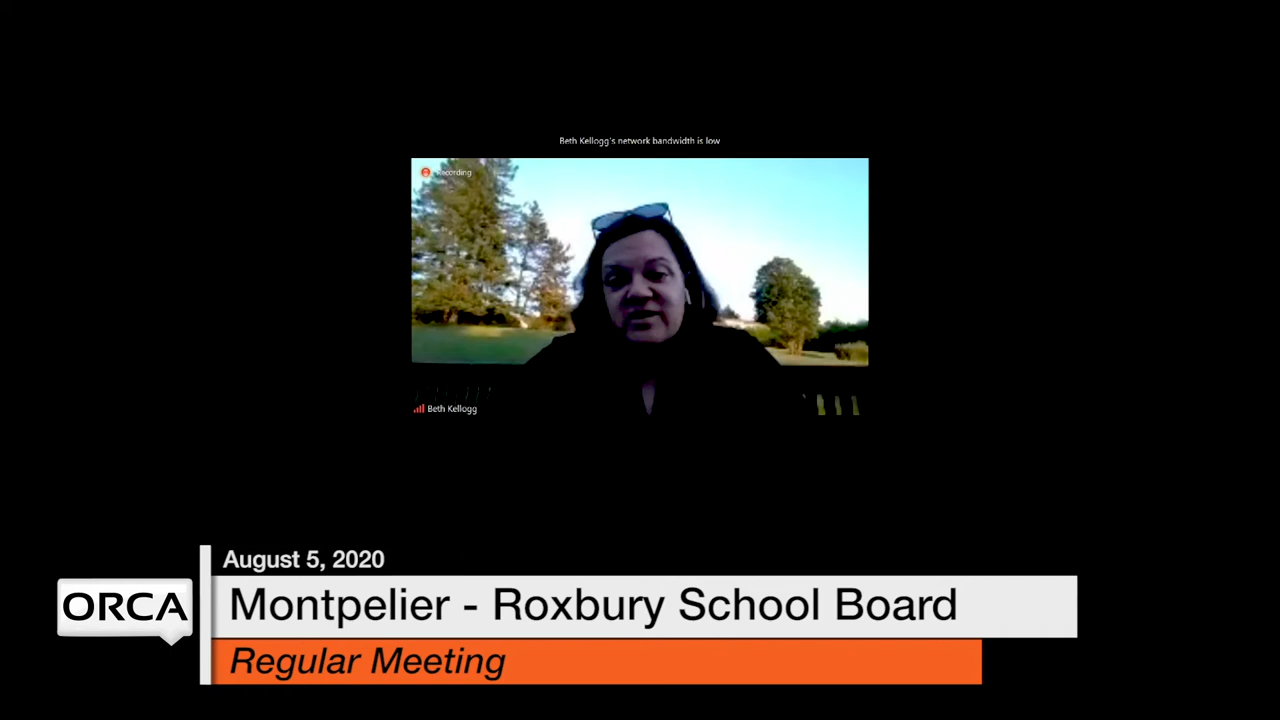 Beth Kellogg's network bandwidth is low
Recording
Beth Kellogg
August 5, 2020
ORCA
Montpelier - Roxbury School Board
Regular Meeting